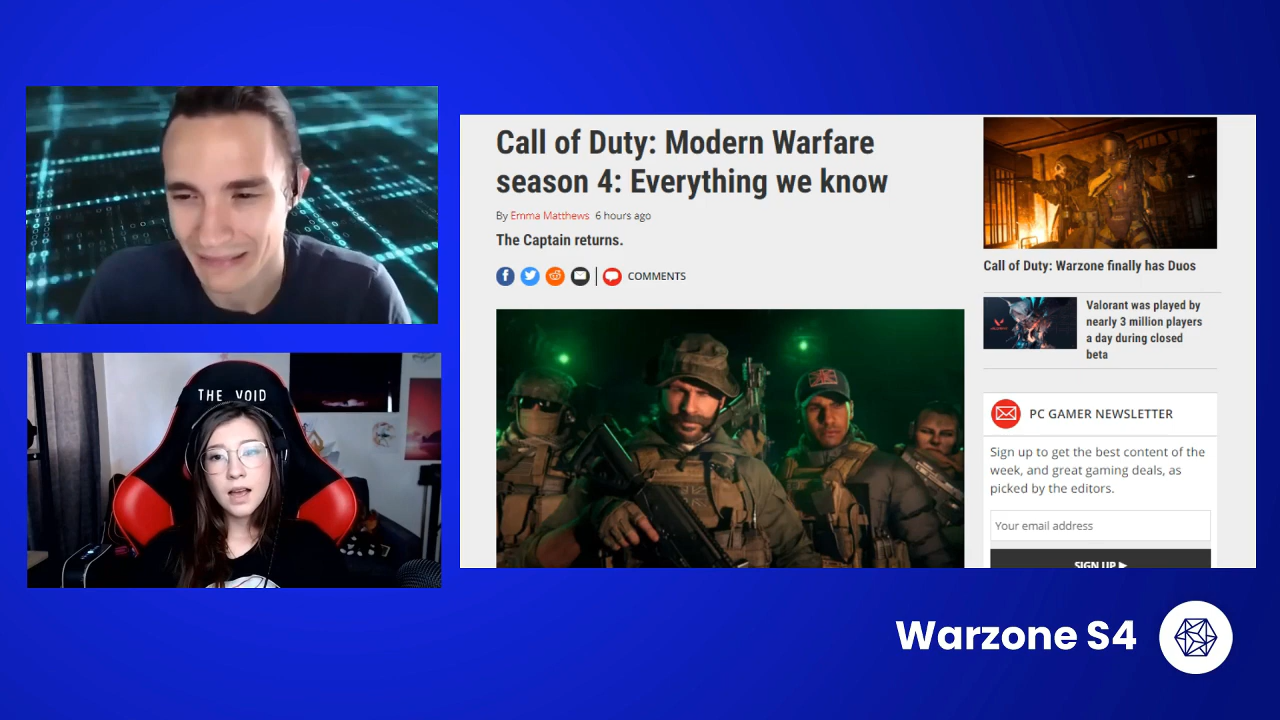 THE VOID
Call of Duty: Modern Warfare
season 4: Everything we know
By Emma Matthews 6 hours ago
The Captain returns.
COMMENTS
Call of Duty: Warzone finally has Duos
Valorant was played by
nearly 3 million players
a day during closed
beta
PC GAMER NEWSLETTER
Sign up to get the best content of the
week, and great gaming deals, as
picked by the editors.
Your email address
SIGN UP
Warzone S4